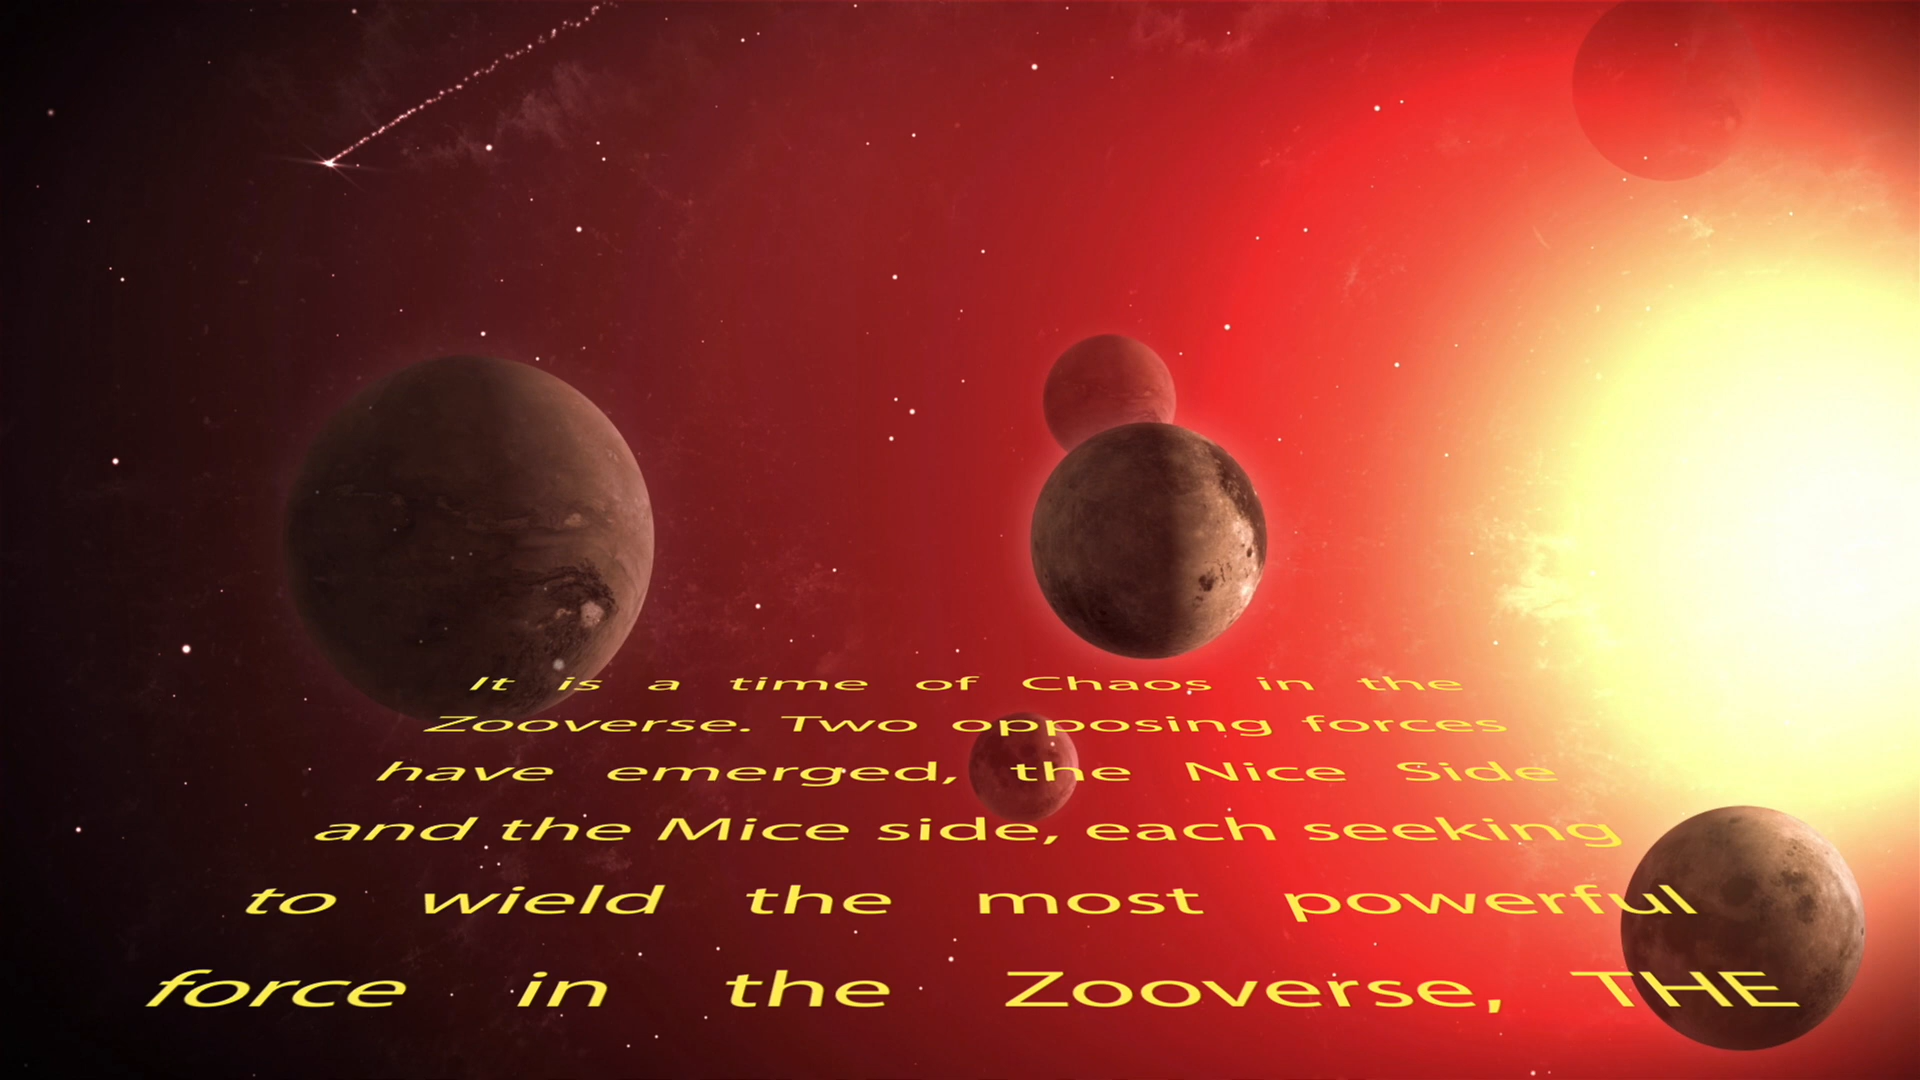 It is a time of Chaos in the
Zooverse. Two opposing forces
have emerged, the Nice Side
and the Mice side, each seeking
to wield the most powerful
force in the Zooverse, THE